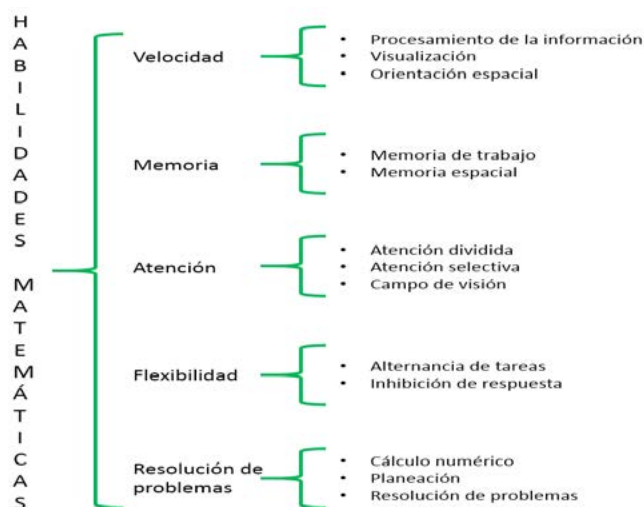 HABILIDADES MATEMÁTICAS
Velocidad
• Procesamiento de la información
• Visualización
• Orientación espacial
Memoria
• Memoria de trabajo
• Memoria espacial
Atención
• Atención dividida
• Atención selectiva
• Campo de visión
Flexibilidad
• Alternancia de tareas
• Inhibición de respuesta
Resolución de
problemas
• Cálculo numérico
• Planeación
• Resolución de problemas